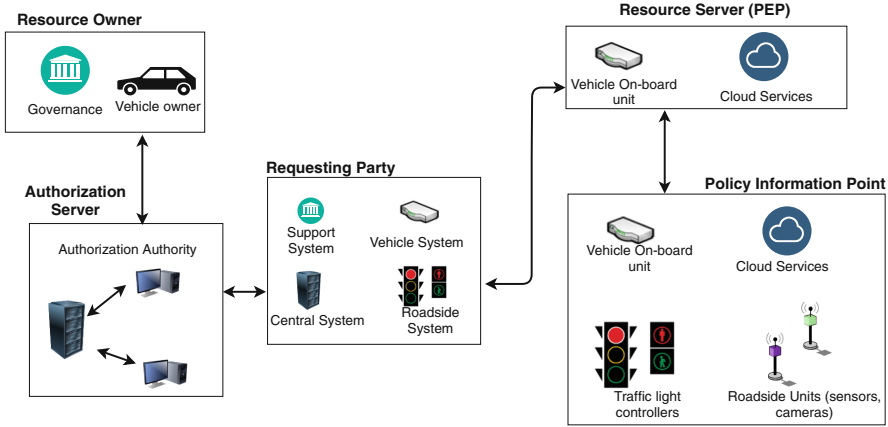 Resource Owner
Governance
Vehicle owner
Authorization
Server
Authorization Authority
Requesting Party
Support
System
Vehicle System
Central System
Roadside
System
Resource Server (PEP)
Vehicle On-board
unit
Cloud Services
Policy Information Point
Vehicle On-board
unit
Cloud Services
Traffic light
controllers
Roadside Units (sensors,
cameras)